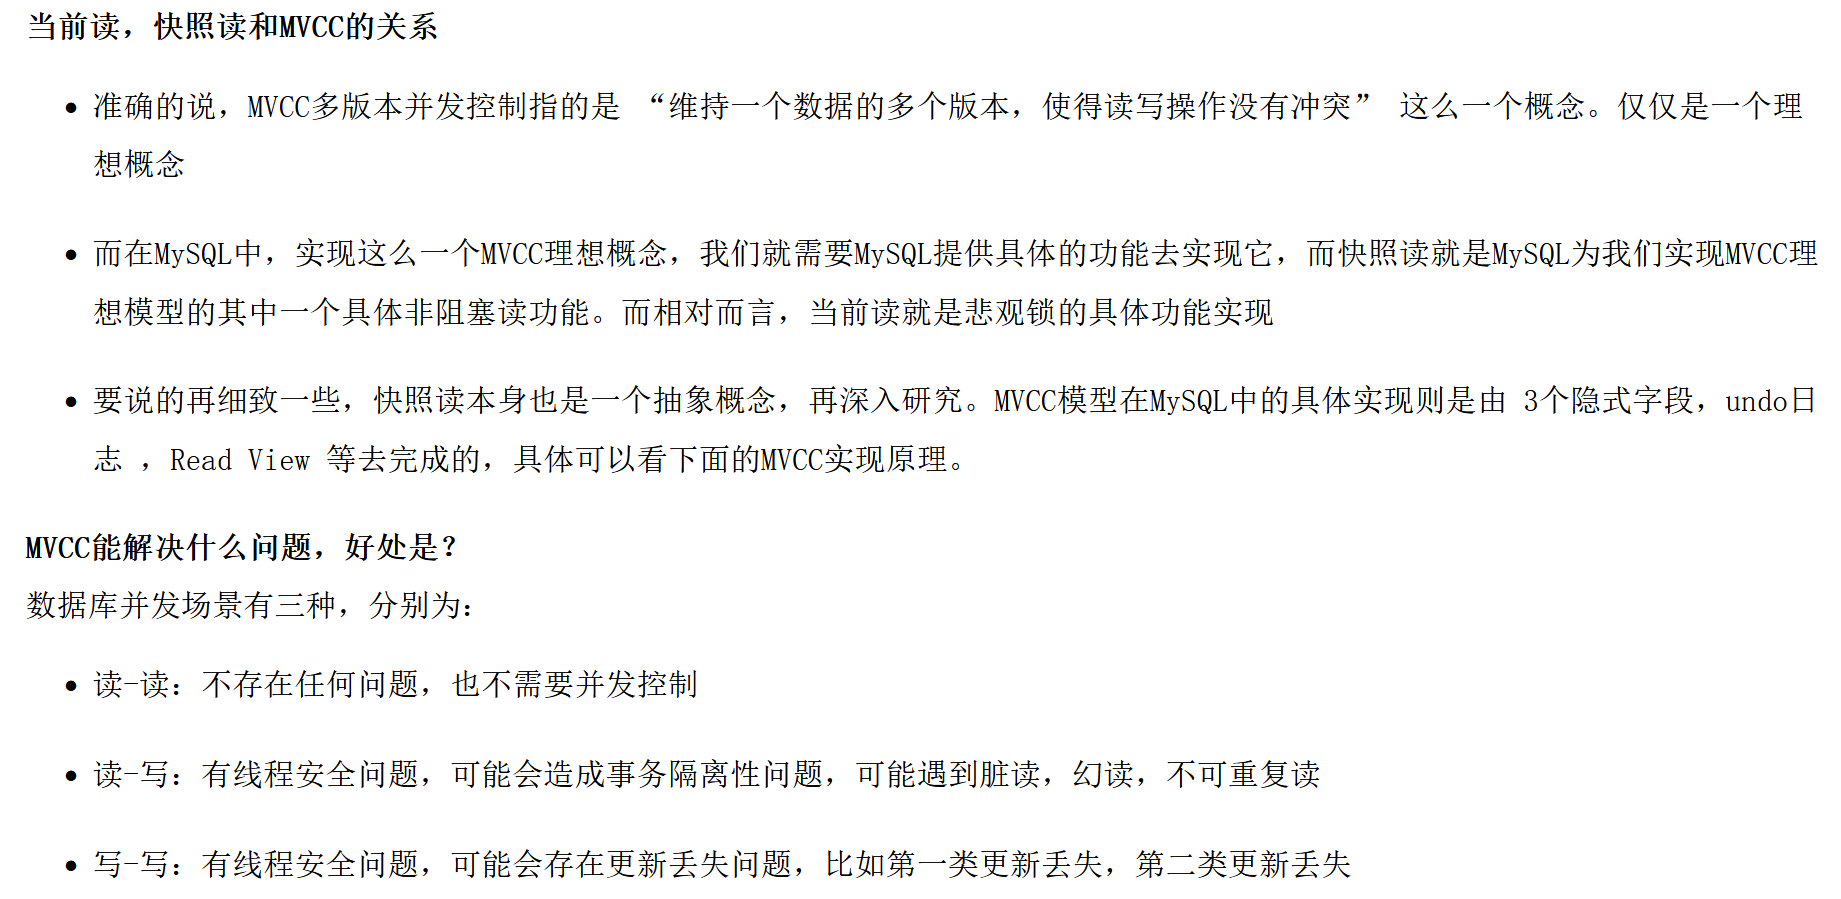 当前读，快照读和MVCC的关系
• 准确的说，MVCC多版本并发控制指的是 “维持一个数据的多个版本，使得读写操作没有冲突” 这么一个概念。仅仅是一个理
想概念
• 而在MySQL中，实现这么一个MVCC理想概念，我们就需要MySQL提供具体的功能去实现它，而快照读就是MySQL为我们实现MVCC理
想模型的其中一个具体非阻塞读功能。而相对而言，当前读就是悲观锁的具体功能实现
• 要说的再细致一些，快照读本身也是一个抽象概念，再深入研究。MVCC模型在MySQL中的具体实现则是由 3个隐式字段，undo日
志 ，Read View 等去完成的，具体可以看下面的MVCC实现原理。
MVCC能解决什么问题，好处是？
数据库并发场景有三种，分别为：
• 读-读：不存在任何问题，也不需要并发控制
• 读-写：有线程安全问题，可能会造成事务隔离性问题，可能遇到脏读，幻读，不可重复读
• 写-写：有线程安全问题，可能会存在更新丢失问题，比如第一类更新丢失，第二类更新丢失